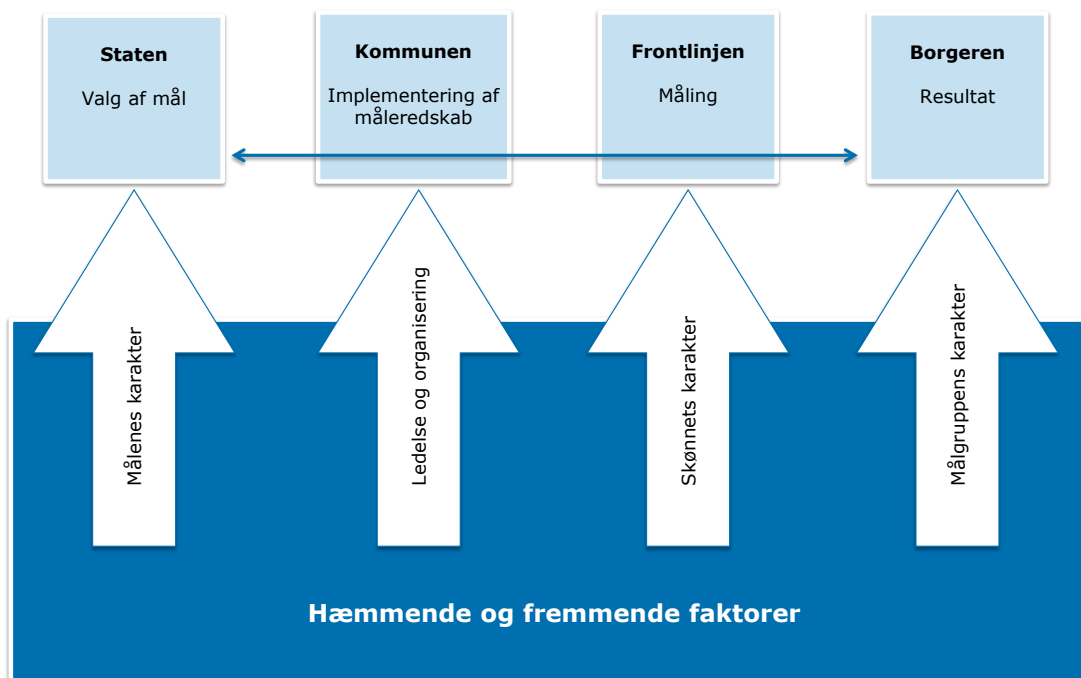 Staten
Valg af mål
Kommunen
Implementering af
måleredskab
Frontlinjen
Måling
Borgeren
Resultat
Målenes karakter
Ledelse og organisering
Skønnets karakter
Målgruppens karakter
Hæmmende og fremmende faktorer